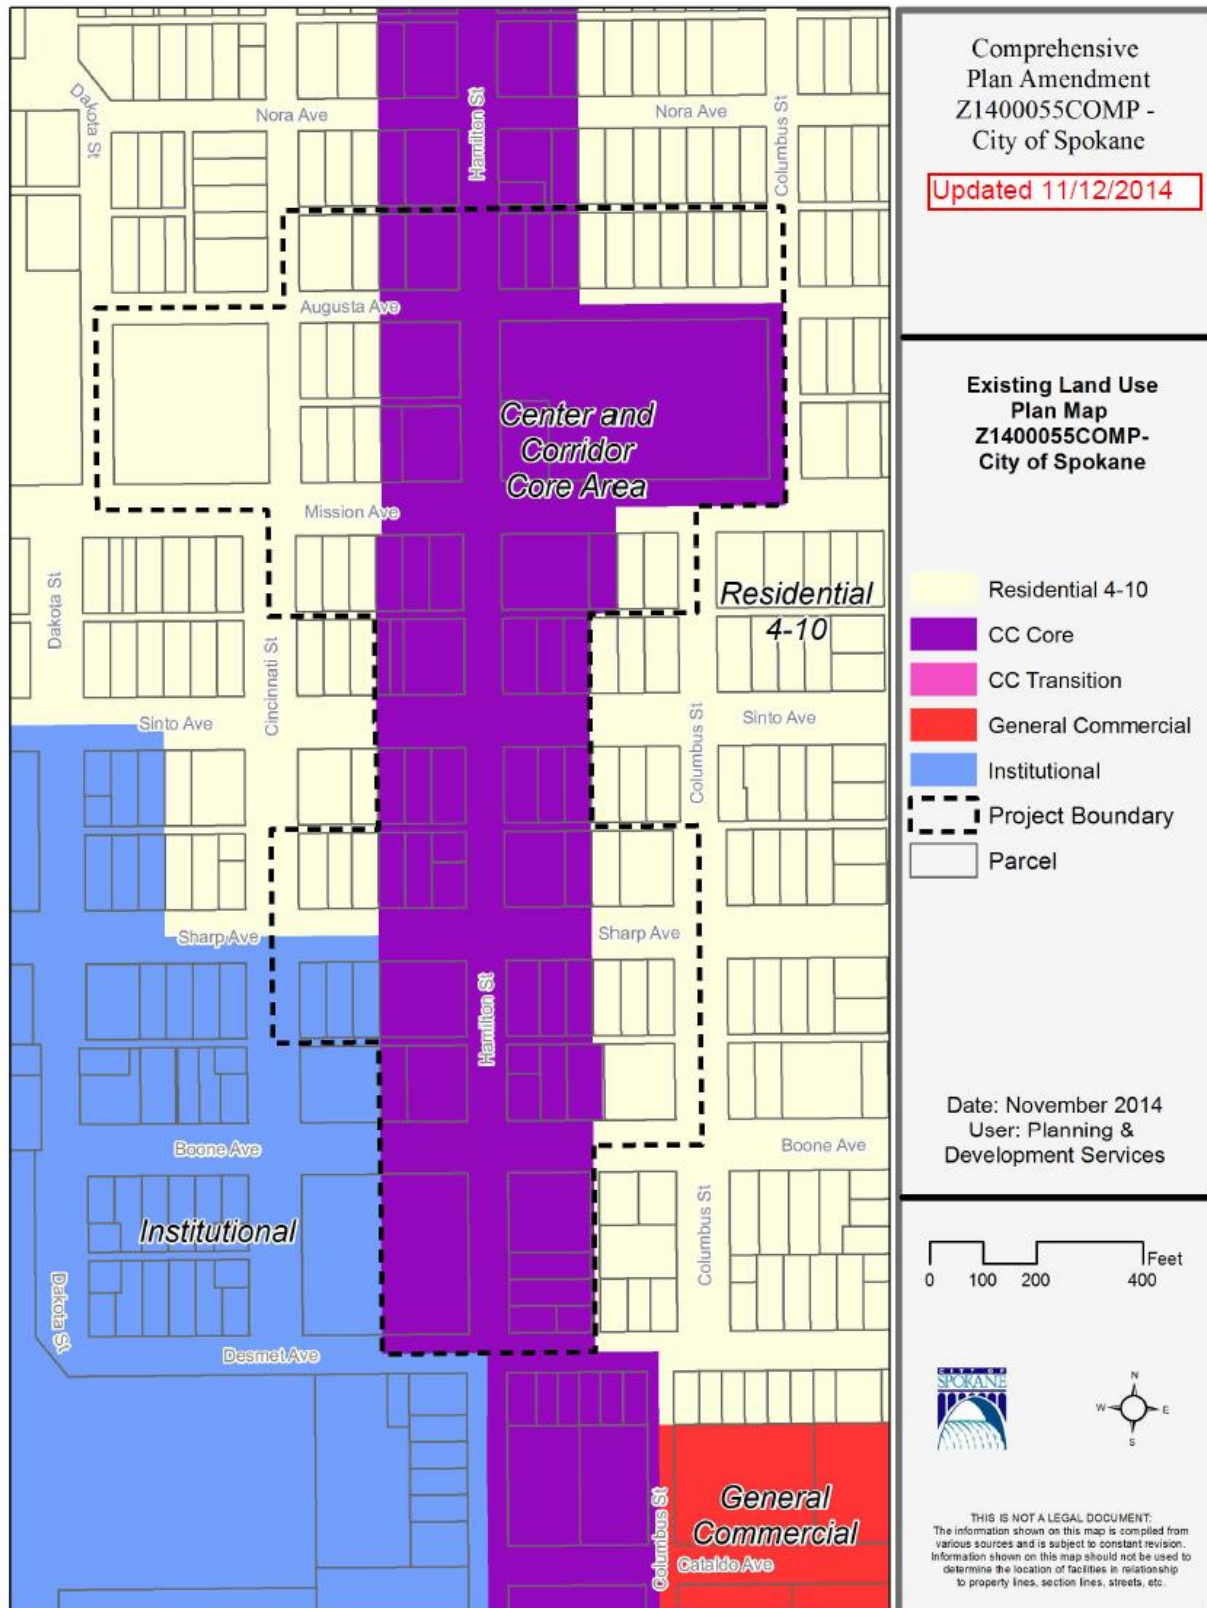 Dakota St
Nora Ave
Hamilton St
Nora Ave
Columbus St
Augusta Ave
Center and
Corridor
Core Area
Mission Ave
Dakota St
Residential
4-10
Cincinnati St
Sinto Ave
Columbus St
Sinto Ave
Sharp Ave
Sharp Ave
Hamilton St
Boone Ave
Boone Ave
Institutional
Columbus St
Dakota St
Desmet Ave
General
Commercial
Columbus St
Cataldo Ave
Comprehensive
Plan Amendment
Z1400055COMP -
City of Spokane
Updated 11/12/2014
Existing Land Use
Plan Map
Z1400055COMP-
City of Spokane
Residential 4-10
CC Core
CC Transition
General Commercial
Institutional
Project Boundary
Parcel
Date: November 2014
User: Planning &
Development Services
Feet
0 100 200 400
CITY OF
SPOKANE
N
W E
S
THIS IS NOT A LEGAL DOCUMENT:
The information shown on this map is compiled from
various sources and is subject to constant revision.
Information shown on this map should not be used to
determine the location of facilities in relationship
to property lines, section lines, streets, etc.